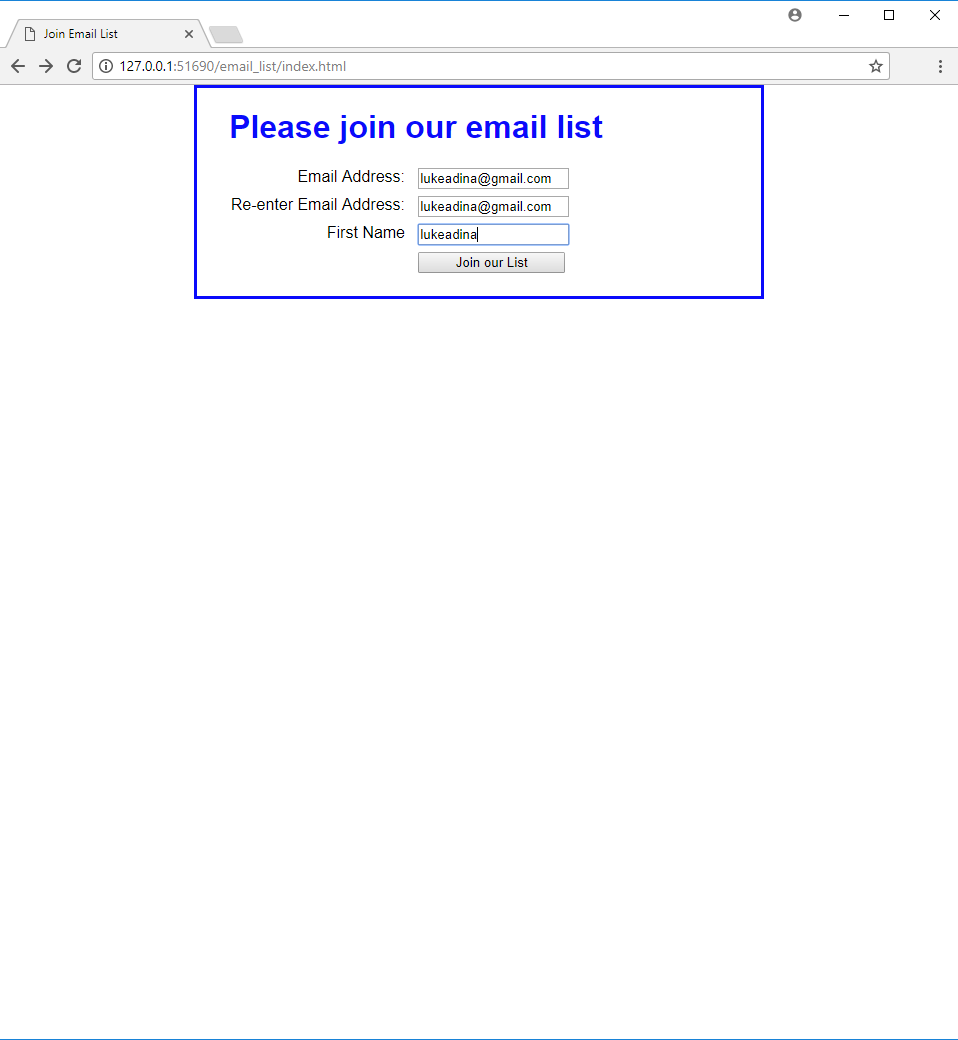 Join Email List
127.0.0.1:51690/email_list/index.html
Please join our email list
Email Address: lukeadina@gmail.com
Re-enter Email Address: lukeadina@gmail.com
First Name lukeadina
Join our List